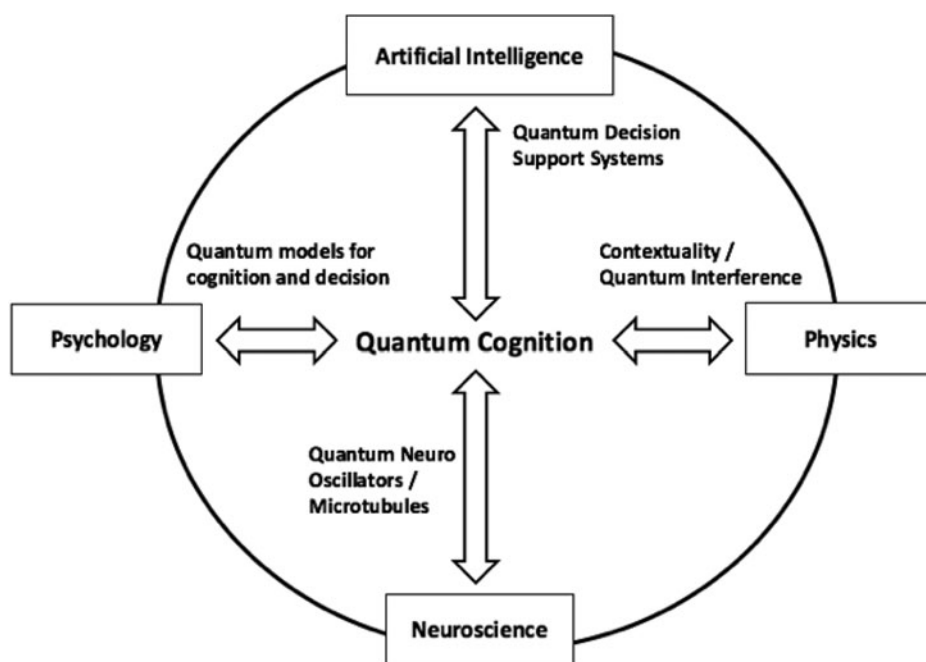 Artificial Intelligence
Quantum Decision
Support Systems
Quantum models for
cognition and decision
Contextuality /
Quantum Interference
Psychology
Quantum Cognition
Physics
Quantum Neuro
Oscillators /
Microtubules
Neuroscience